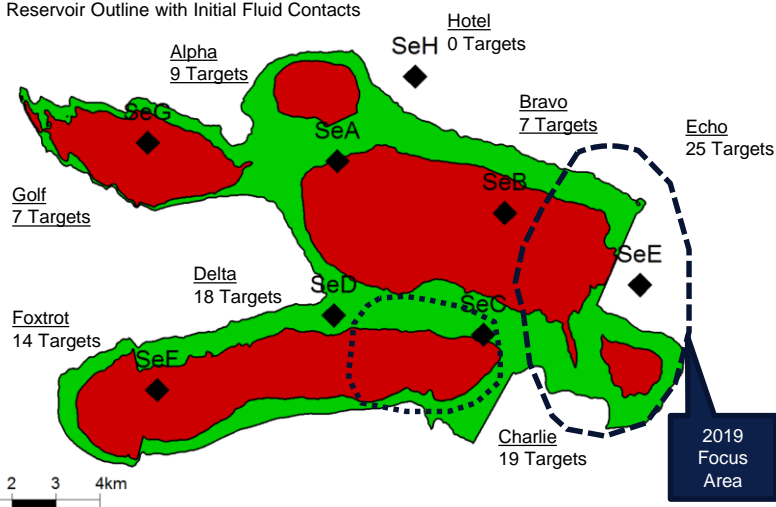 Reservoir Outline with Initial Fluid Contacts
Hotel
0 Targets
SeH
Alpha
9 Targets
Bravo
7 Targets
Echo
25 Targets
SeG
SeA
SeB
Golf
7 Targets
SeE
Delta
18 Targets
SeD
SeC
Foxtrot
14 Targets
SeF
Charlie
19 Targets
2019
Focus
Area
2 3 4km